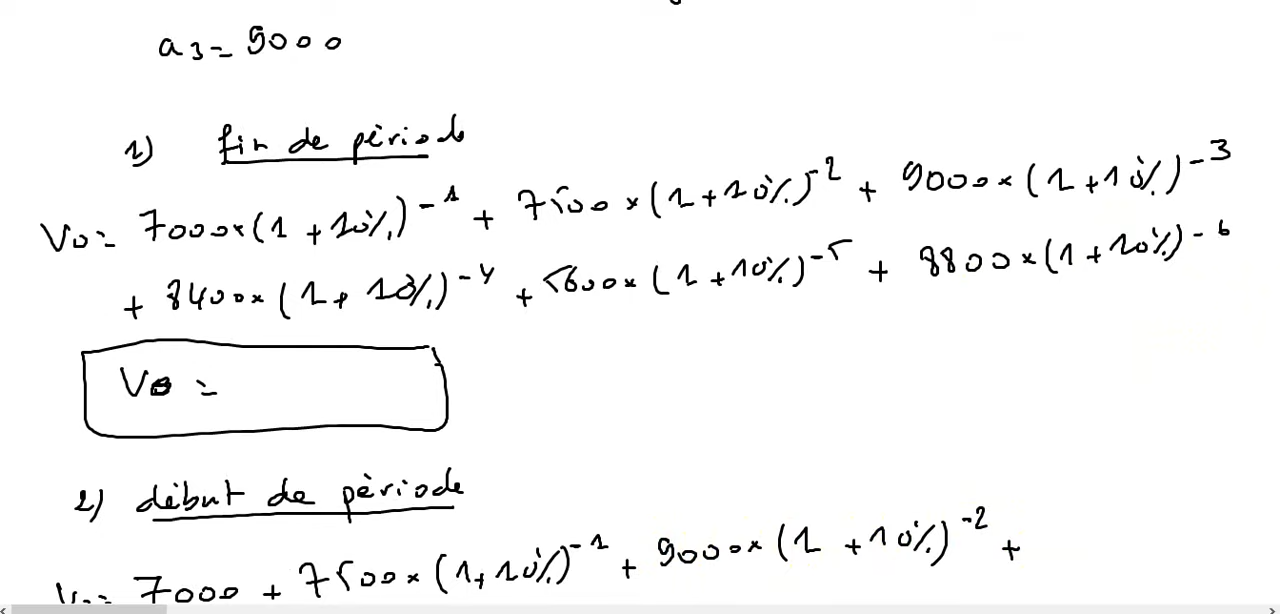 a3= 9000
1) fin de période
V0= 7000×(1+10%)^-1 + 7500×(1+10%)^-2 + 9000×(1+10%)^-3
+ 8400×(1+10%)^-4 + 5600×(1+10%)^-5 + 8800×(1+10%)^-6
V0 =
2) début de période
V0= 7000 + 7500×(1+10%)^-1 + 9000×(1+10%)^-2 +